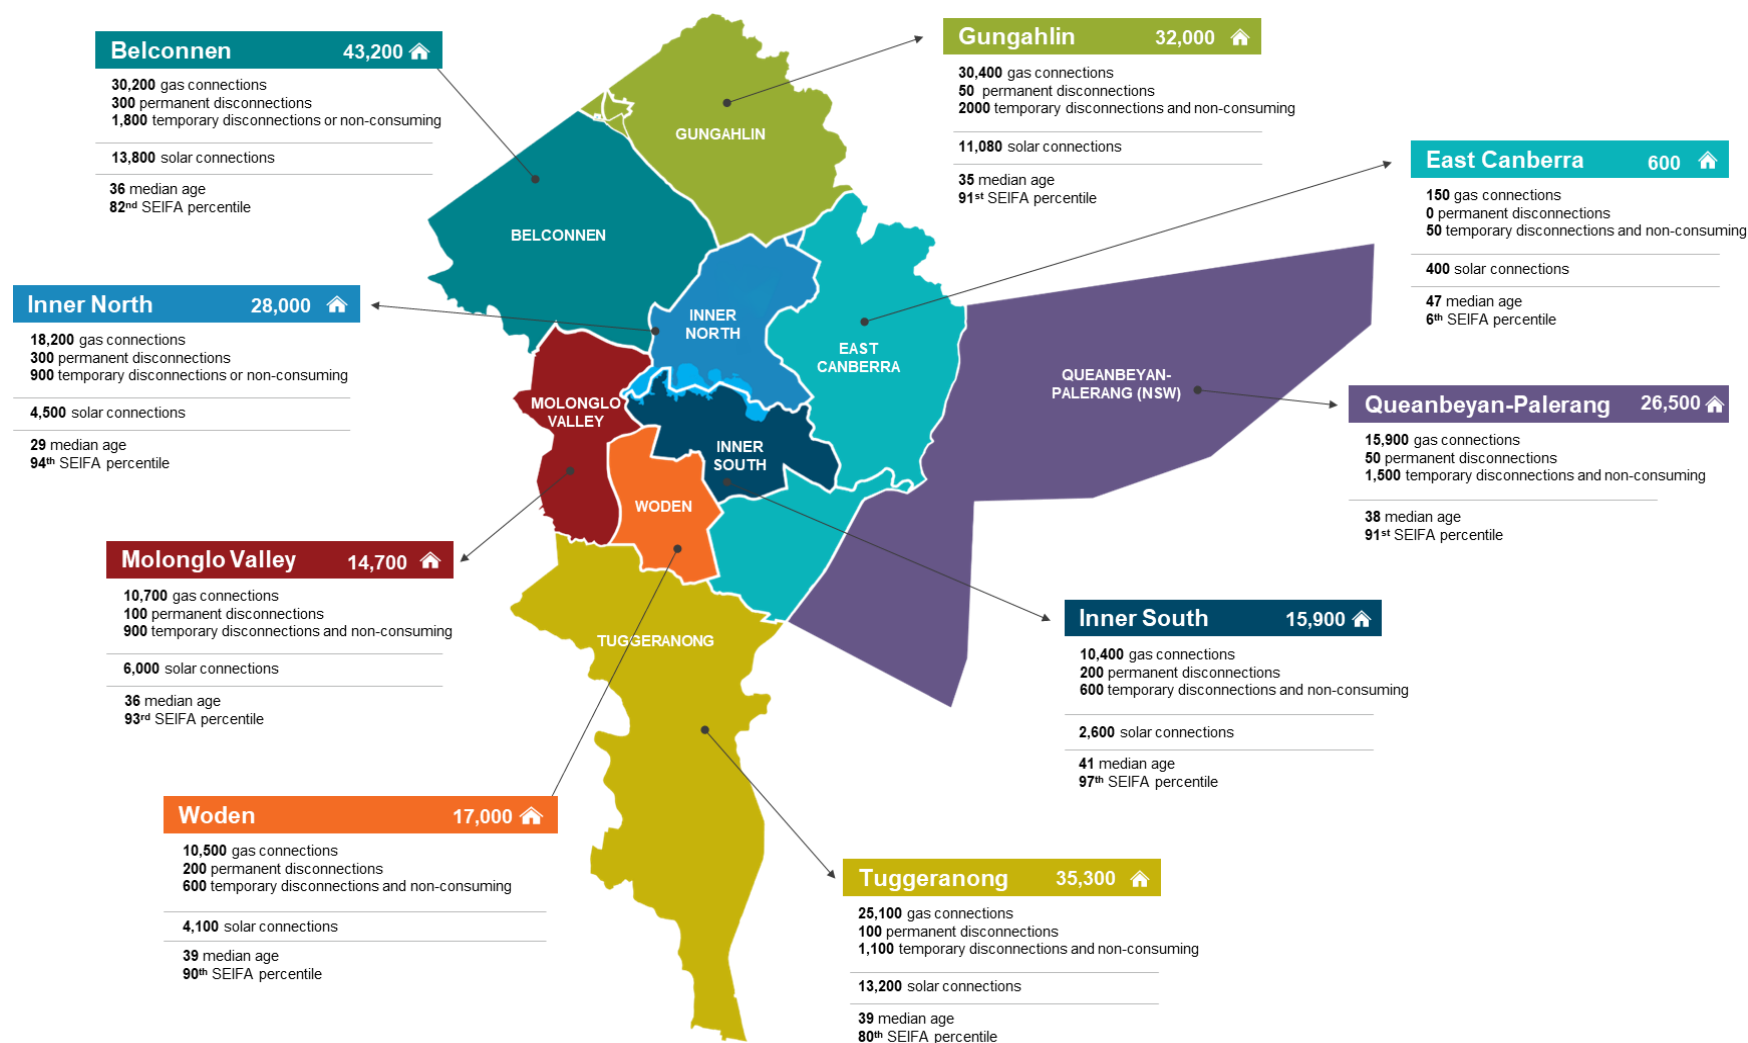 Belconnen 43,200
30,200 gas connections
300 permanent disconnections
1,800 temporary disconnections or non-consuming
13,800 solar connections
36 median age
82nd SEIFA percentile
Gungahlin 32,000
30,400 gas connections
50 permanent disconnections
2000 temporary disconnections and non-consuming
11,080 solar connections
35 median age
91st SEIFA percentile
East Canberra 600
150 gas connections
0 permanent disconnections
50 temporary disconnections and non-consuming
400 solar connections
47 median age
6th SEIFA percentile
Inner North 28,000
18,200 gas connections
300 permanent disconnections
900 temporary disconnections or non-consuming
4,500 solar connections
29 median age
94th SEIFA percentile
Queanbeyan-Palerang 26,500
15,900 gas connections
50 permanent disconnections
1,500 temporary disconnections and non-consuming
38 median age
91st SEIFA percentile
Molonglo Valley 14,700
10,700 gas connections
100 permanent disconnections
900 temporary disconnections and non-consuming
6,000 solar connections
36 median age
93rd SEIFA percentile
Inner South 15,900
10,400 gas connections
200 permanent disconnections
600 temporary disconnections and non-consuming
2,600 solar connections
41 median age
97th SEIFA percentile
Woden 17,000
10,500 gas connections
200 permanent disconnections
600 temporary disconnections and non-consuming
4,100 solar connections
39 median age
90th SEIFA percentile
Tuggeranong 35,300
25,100 gas connections
100 permanent disconnections
1,100 temporary disconnections and non-consuming
13,200 solar connections
39 median age
80th SEIFA percentile
GUNGAHLIN
BELCONNEN
INNER
NORTH
EAST
CANBERRA
QUEANBEYAN-
PALERANG (NSW)
MOLONGLO
VALLEY
INNER
SOUTH
WODEN
TUGGERANONG